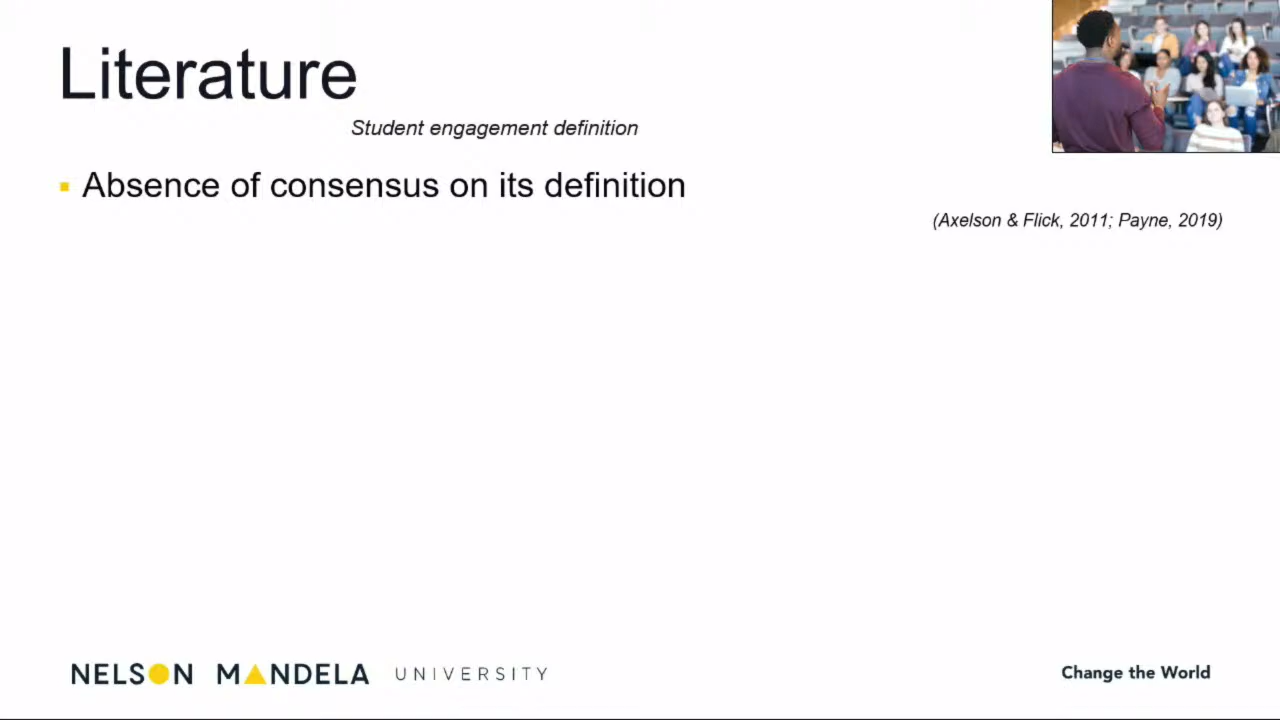 Literature
Student engagement definition
Absence of consensus on its definition
(Axelson & Flick, 2011; Payne, 2019)
NELSON MANDELA UNIVERSITY
Change the World